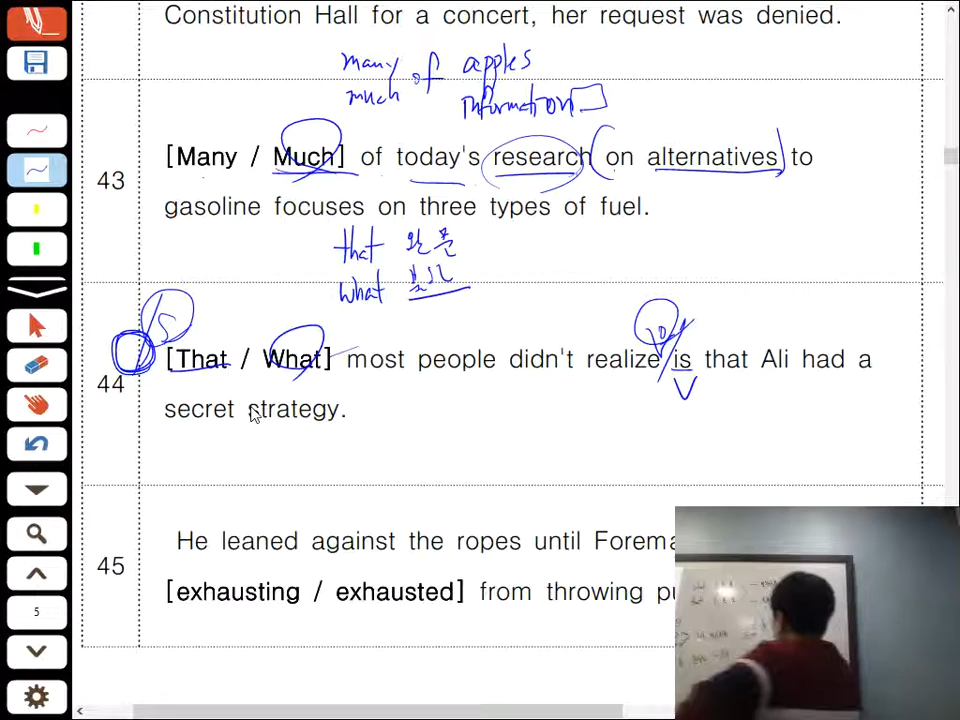 Constitution Hall for a concert, her request was denied.
many of apples
much information
43 [Many / Much] of today's research on alternatives to
gasoline focuses on three types of fuel.
that 완품
what 불완
44 [That / What] most people didn't realize is that Ali had a
secret strategy.
S
V
45 He leaned against the ropes until Forema
[exhausting / exhausted] from throwing pu
5